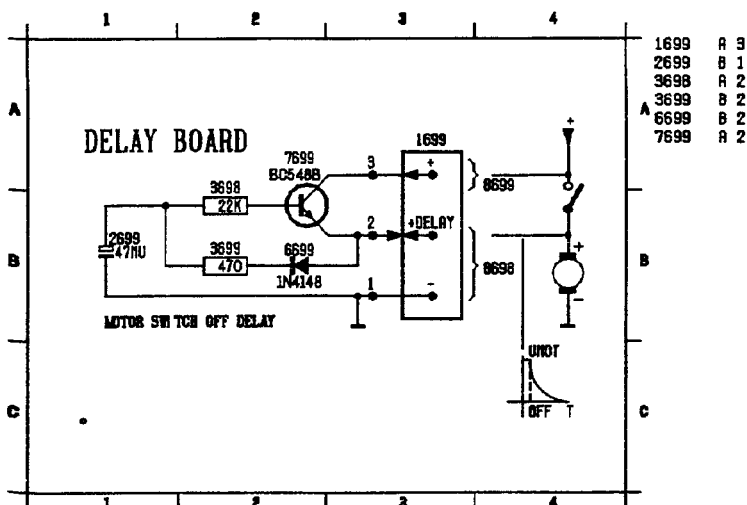 1 2 3 4
1699 A 3
2699 B 1
3698 A 2
3699 B 2
6699 B 2
7699 A 2
A A
DELAY BOARD
7699
BC548B
1699
3 +
+
8699
3698
22K
2 +DELAY
2699
47MU
3699
470
6699
1N4148
8698
+
B B
1 -
-
MOTOR SWITCH OFF DELAY
UMOT
OFF T
C C
1 2 3 4